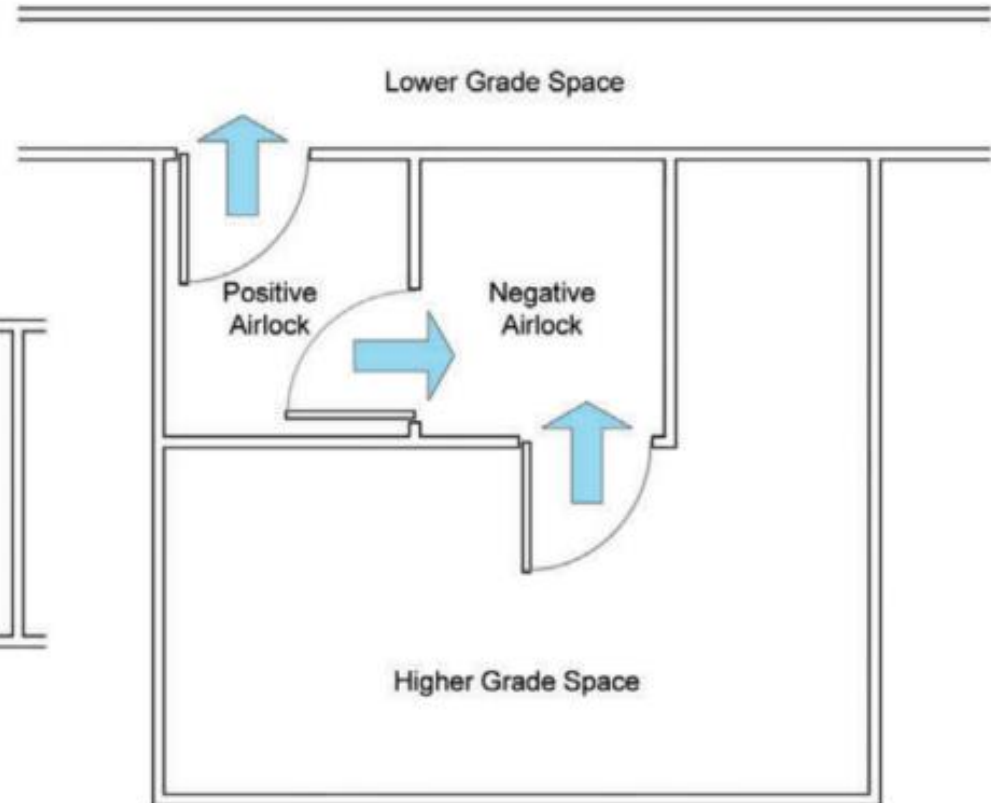 Lower Grade Space
Positive
Airlock
Negative
Airlock
Higher Grade Space